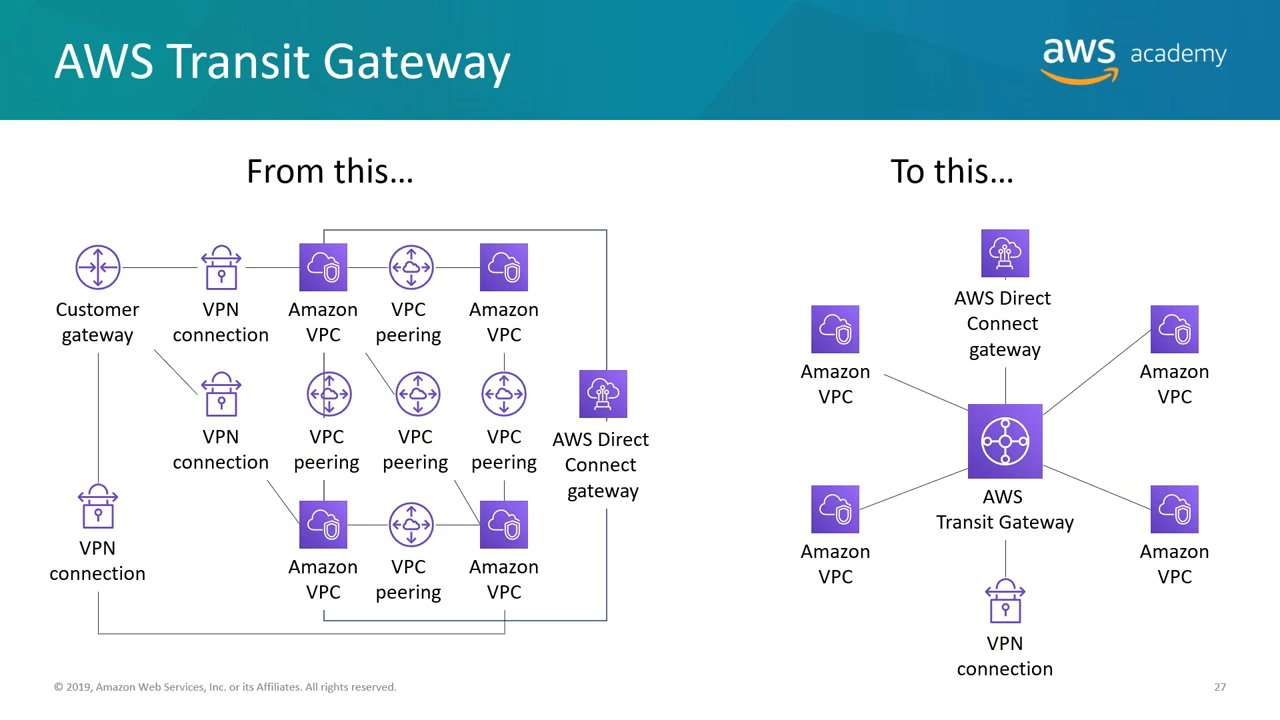 AWS Transit Gateway
aws academy
From this...
To this...
Customer
gateway
VPN
connection
Amazon
VPC
VPC
peering
Amazon
VPC
VPN
connection
VPC
peering
VPC
peering
VPC
peering
AWS Direct
Connect
gateway
VPN
connection
Amazon
VPC
VPC
peering
Amazon
VPC
AWS Direct
Connect
gateway
Amazon
VPC
Amazon
VPC
AWS
Transit Gateway
Amazon
VPC
Amazon
VPC
VPN
connection
© 2019, Amazon Web Services, Inc. or its Affiliates. All rights reserved.
27